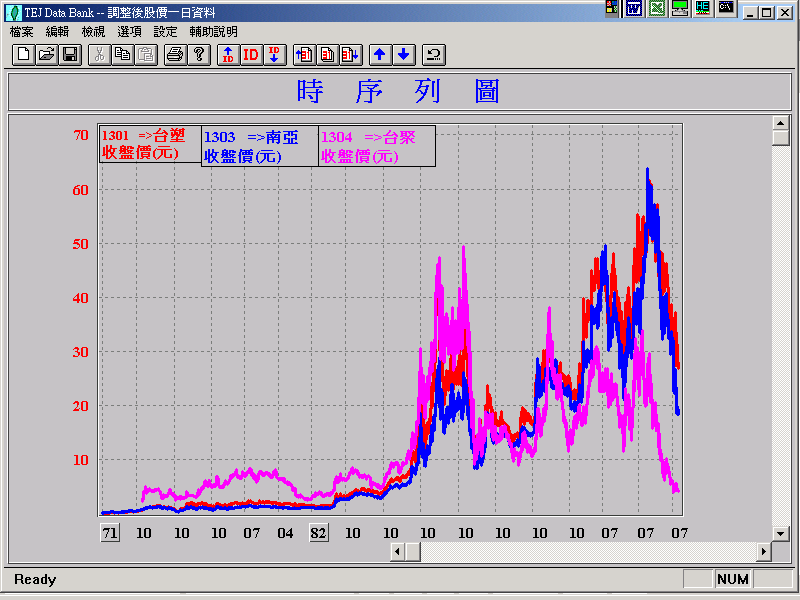 TEJ Data Bank -- 調整後股價一日資料
檔案 編輯 檢視 選項 設定 輔助說明
ID ID ID
時 序 列 圖
1301 =>台塑
收盤價(元)
1303 =>南亞
收盤價(元)
1304 =>台聚
收盤價(元)
70
60
50
40
30
20
10
71 10 10 10 07 04 82 10 10 10 10 10 10 07 07 07
Ready NUM